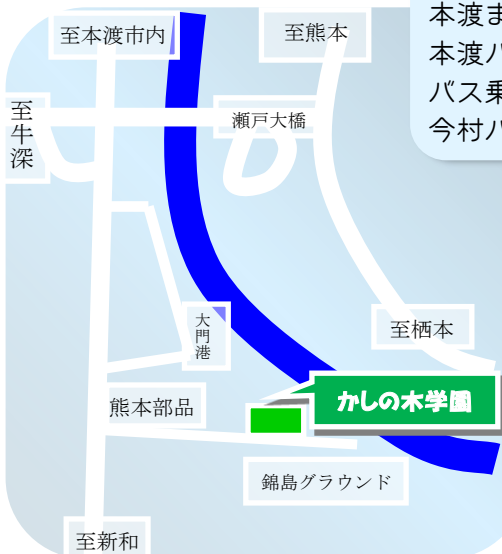 本渡ま
本渡バ
バス乗
今村バ
至本渡市内
至熊本
至牛深
瀬戸大橋
大門港
至栖本
熊本部品
かしの木学園
錦島グラウンド
至新和